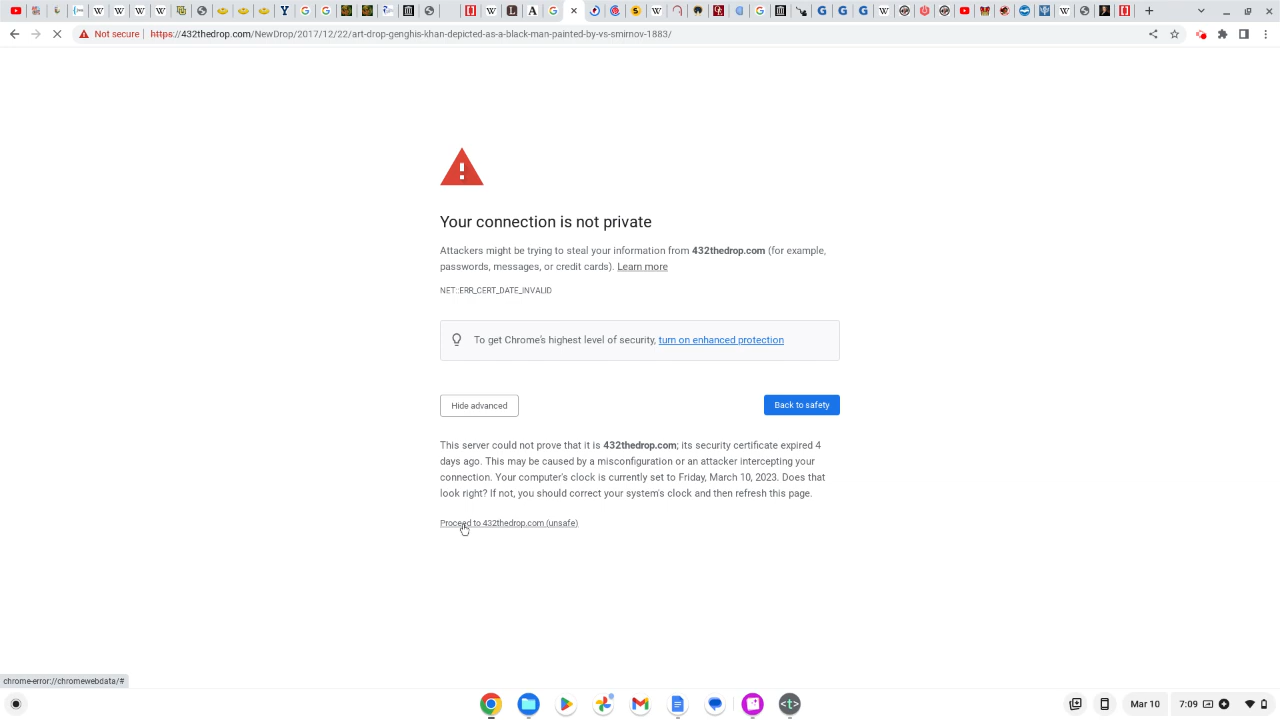 Not secure
https://432thedrop.com/NewDrop/2017/12/22/art-drop-genghis-khan-depicted-as-a-black-man-painted-by-vs-smirnov-1883/
Your connection is not private
Attackers might be trying to steal your information from 432thedrop.com (for example,
passwords, messages, or credit cards). Learn more
NET::ERR_CERT_DATE_INVALID
To get Chrome's highest level of security, turn on enhanced protection
Hide advanced
Back to safety
This server could not prove that it is 432thedrop.com; its security certificate expired 4
days ago. This may be caused by a misconfiguration or an attacker intercepting your
connection. Your computer's clock is currently set to Friday, March 10, 2023. Does that
look right? If not, you should correct your system's clock and then refresh this page.
Proceed to 432thedrop.com (unsafe)
chrome-error://chromewebdata/#
Mar 10
7:09